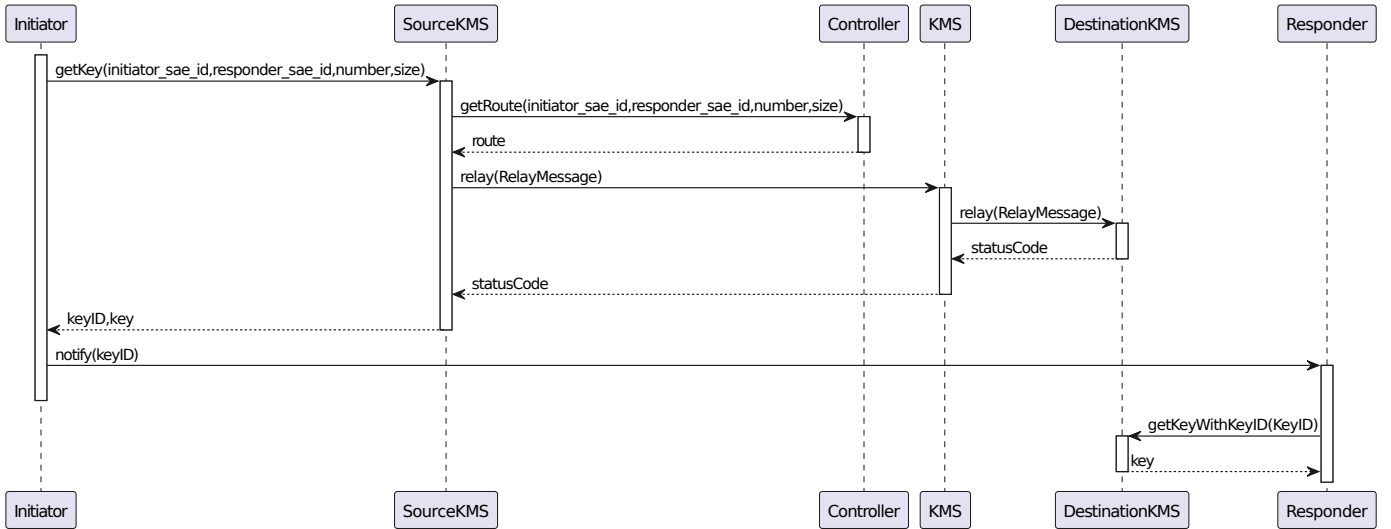 Initiator SourceKMS Controller KMS DestinationKMS Responder
getKey(initiator_sae_id,responder_sae_id,number,size)
getRoute(initiator_sae_id,responder_sae_id,number,size)
route
relay(RelayMessage)
relay(RelayMessage)
statusCode
statusCode
keyID,key
notify(keyID)
getKeyWithKeyID(KeyID)
key
Initiator SourceKMS Controller KMS DestinationKMS Responder